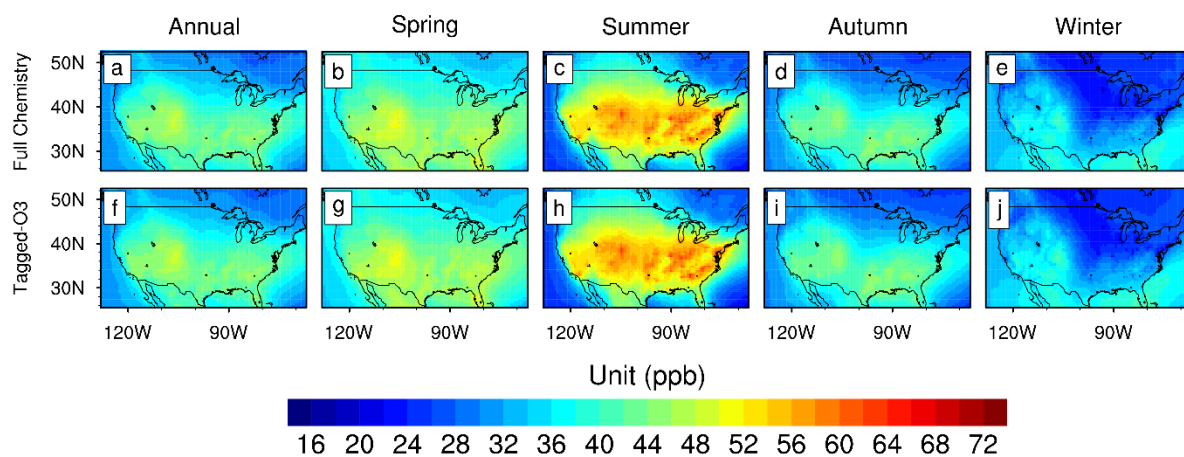 Annual Spring Summer Autumn Winter
Full Chemistry
50N
40N
30N
a b c d e
Tagged-O3
50N
40N
30N
f g h i j
120W 90W 120W 90W 120W 90W 120W 90W 120W 90W
Unit (ppb)
16 20 24 28 32 36 40 44 48 52 56 60 64 68 72